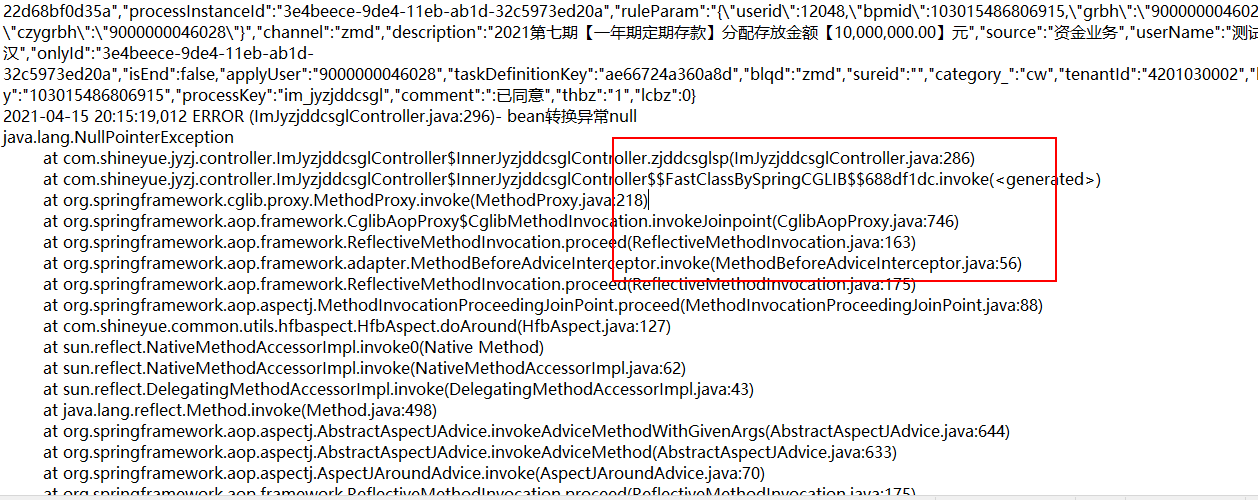 22d68bf0d35a","processInstanceId":"3e4beece-9de4-11eb-ab1d-32c5973ed20a","ruleParam":"{\"userid\":12048,\"bpmid\":103015486806915,\"grbh\":\"9000000046028
\"czygrbh\":\"9000000046028\"}","channel":"zmd","description":"2021第七期【一年期定期存款】分配存放金额【10,000,000.00】元","source":"资金业务","userName":"测试
汉","onlyId":"3e4beece-9de4-11eb-ab1d-
32c5973ed20a","isEnd":false,"applyUser":"9000000046028","taskDefinitionKey":"ae66724a360a8d","blqd":"zmd","sureid":"","category_":"cw","tenantId":"4201030002","k
y":"103015486806915","processKey":"im_jyzjddcsgl","comment":":已同意","thbz":"1","lcbz":0}
2021-04-15 20:15:19,012 ERROR (ImJyzjddcsglController.java:296)- bean转换异常null
java.lang.NullPointerException
at com.shineyue.jyzj.controller.ImJyzjddcsglController$InnerJyzjddcsglController.zjddcsglsp(ImJyzjddcsglController.java:286)
at com.shineyue.jyzj.controller.ImJyzjddcsglController$InnerJyzjddcsglController$$FastClassBySpringCGLIB$$688df1dc.invoke(<generated>)
at org.springframework.cglib.proxy.MethodProxy.invoke(MethodProxy.java:218)
at org.springframework.aop.framework.CglibAopProxy$CglibMethodInvocation.invokeJoinpoint(CglibAopProxy.java:746)
at org.springframework.aop.framework.ReflectiveMethodInvocation.proceed(ReflectiveMethodInvocation.java:163)
at org.springframework.aop.framework.adapter.MethodBeforeAdviceInterceptor.invoke(MethodBeforeAdviceInterceptor.java:56)
at org.springframework.aop.framework.ReflectiveMethodInvocation.proceed(ReflectiveMethodInvocation.java:175)
at org.springframework.aop.aspectj.MethodInvocationProceedingJoinPoint.proceed(MethodInvocationProceedingJoinPoint.java:88)
at com.shineyue.common.utils.hfbaspect.HfbAspect.doAround(HfbAspect.java:127)
at sun.reflect.NativeMethodAccessorImpl.invoke0(Native Method)
at sun.reflect.NativeMethodAccessorImpl.invoke(NativeMethodAccessorImpl.java:62)
at sun.reflect.DelegatingMethodAccessorImpl.invoke(DelegatingMethodAccessorImpl.java:43)
at java.lang.reflect.Method.invoke(Method.java:498)
at org.springframework.aop.aspectj.AbstractAspectJAdvice.invokeAdviceMethodWithGivenArgs(AbstractAspectJAdvice.java:644)
at org.springframework.aop.aspectj.AbstractAspectJAdvice.invokeAdviceMethod(AbstractAspectJAdvice.java:633)
at org.springframework.aop.aspectj.AspectJAroundAdvice.invoke(AspectJAroundAdvice.java:70)
at org.springframework.aop.framework.ReflectiveMethodInvocation.proceed(ReflectiveMethodInvocation.java:175)